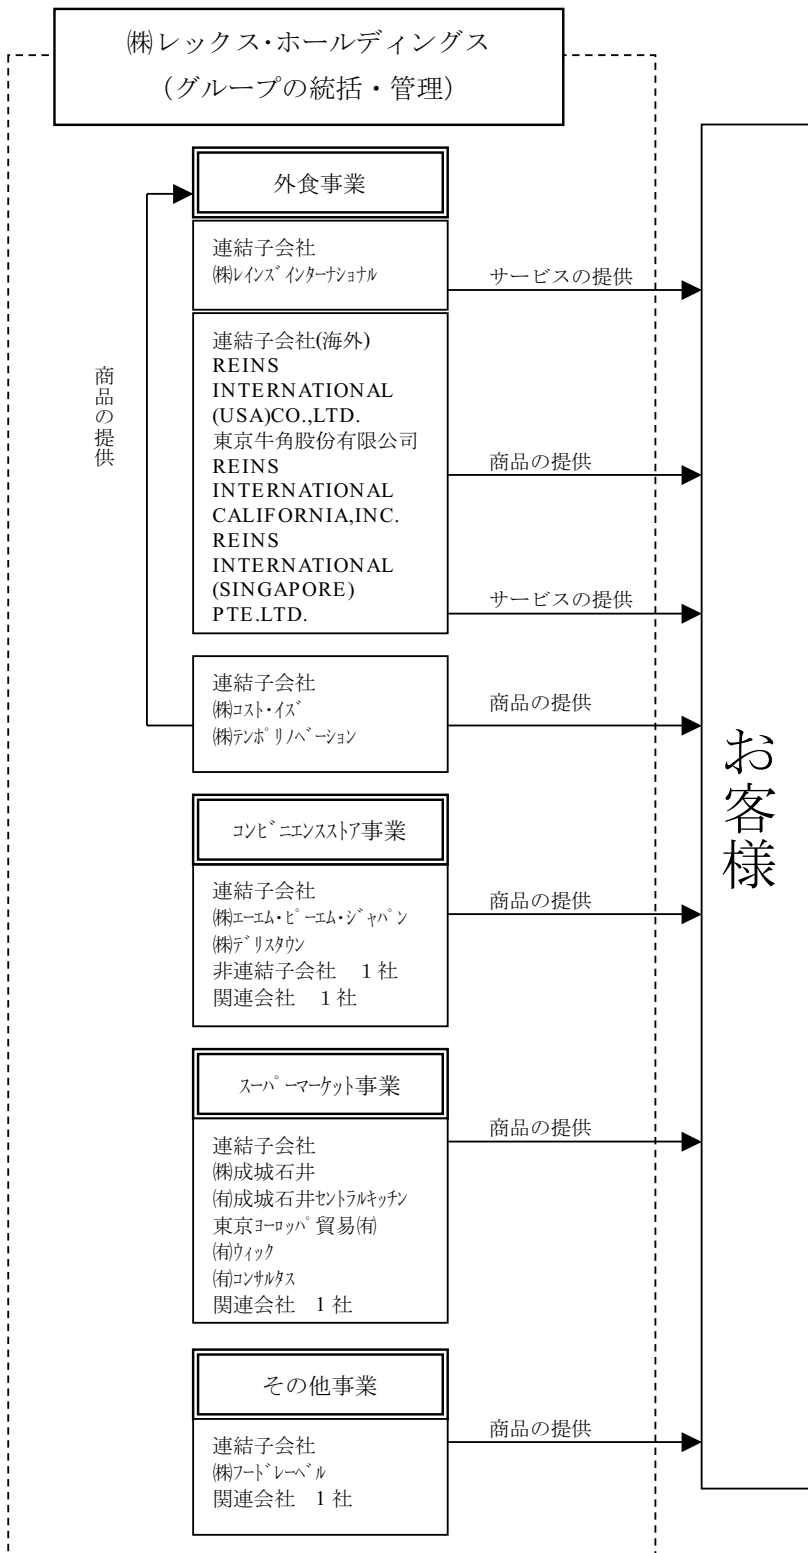 ㈱レックス・ホールディングス
（グループの統括・管理）
外食事業
連結子会社
㈱ﾚｲﾝｽﾞｲﾝﾀｰﾅｼｮﾅﾙ
サービスの提供
連結子会社(海外)
REINS
INTERNATIONAL
(USA)CO.,LTD.
東京牛角股份有限公司
REINS
INTERNATIONAL
CALIFORNIA,INC.
REINS
INTERNATIONAL
(SINGAPORE)
PTE.LTD.
商品の提供
サービスの提供
商品の提供
連結子会社
㈱ｺｽﾄ・ｲｽﾞ
㈱ﾃﾝﾎﾟﾘﾉﾍﾞｰｼｮﾝ
商品の提供
ｺﾝﾋﾞﾆｴﾝｽｽﾄｱ事業
連結子会社
㈱ｴｰｴﾑ・ﾋﾟｰｴﾑ・ｼﾞｬﾊﾟﾝ
㈱ﾃﾞﾘｽﾀｳﾝ
非連結子会社　１社
関連会社　１社
商品の提供
ｽｰﾊﾟｰﾏｰｹｯﾄ事業
連結子会社
㈱成城石井
㈲成城石井ｾﾝﾄﾗﾙｷｯﾁﾝ
東京ﾖｰﾛｯﾊﾟ貿易㈲
㈲ｳｨｯｸ
㈲ｺﾝｻﾙﾀｽ
関連会社　1 社
商品の提供
その他事業
連結子会社
㈱ﾌｰﾄﾞﾚｰﾍﾞﾙ
関連会社　1 社
商品の提供
お客様